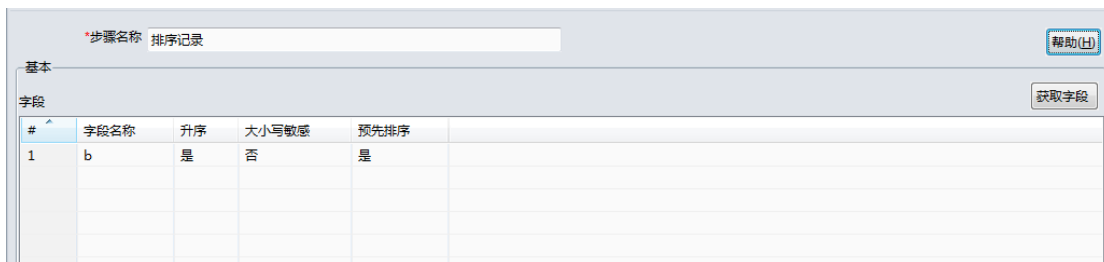 *步骤名称 排序记录 帮助(H)
基本
获取字段
字段
# 字段名称 升序 大小写敏感 预先排序
1 b 是 否 是